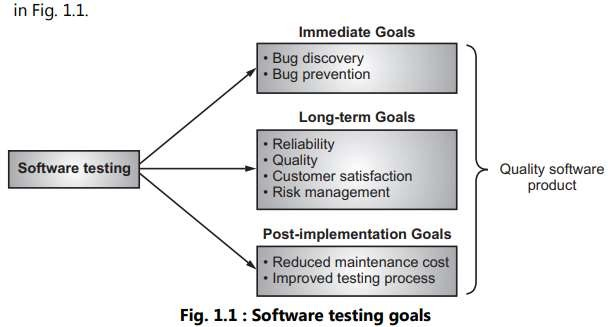 in Fig. 1.1.
Immediate Goals
• Bug discovery
• Bug prevention
Long-term Goals
• Reliability
• Quality
• Customer satisfaction
• Risk management
Software testing
Quality software
product
Post-implementation Goals
• Reduced maintenance cost
• Improved testing process
Fig. 1.1 : Software testing goals